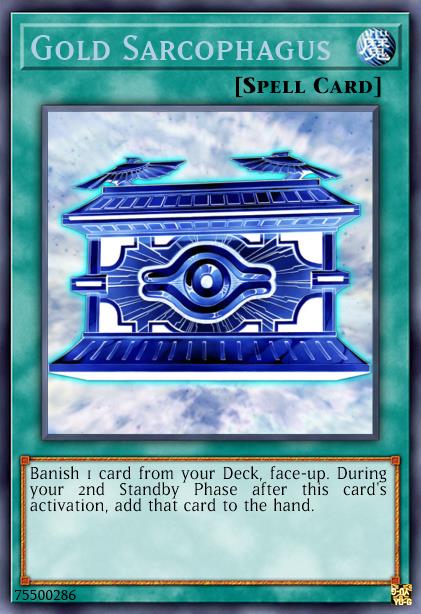 Gold Sarcophagus
魔
[Spell Card]
Banish 1 card from your Deck, face-up. During
your 2nd Standby Phase after this card's
activation, add that card to the hand.
75500286